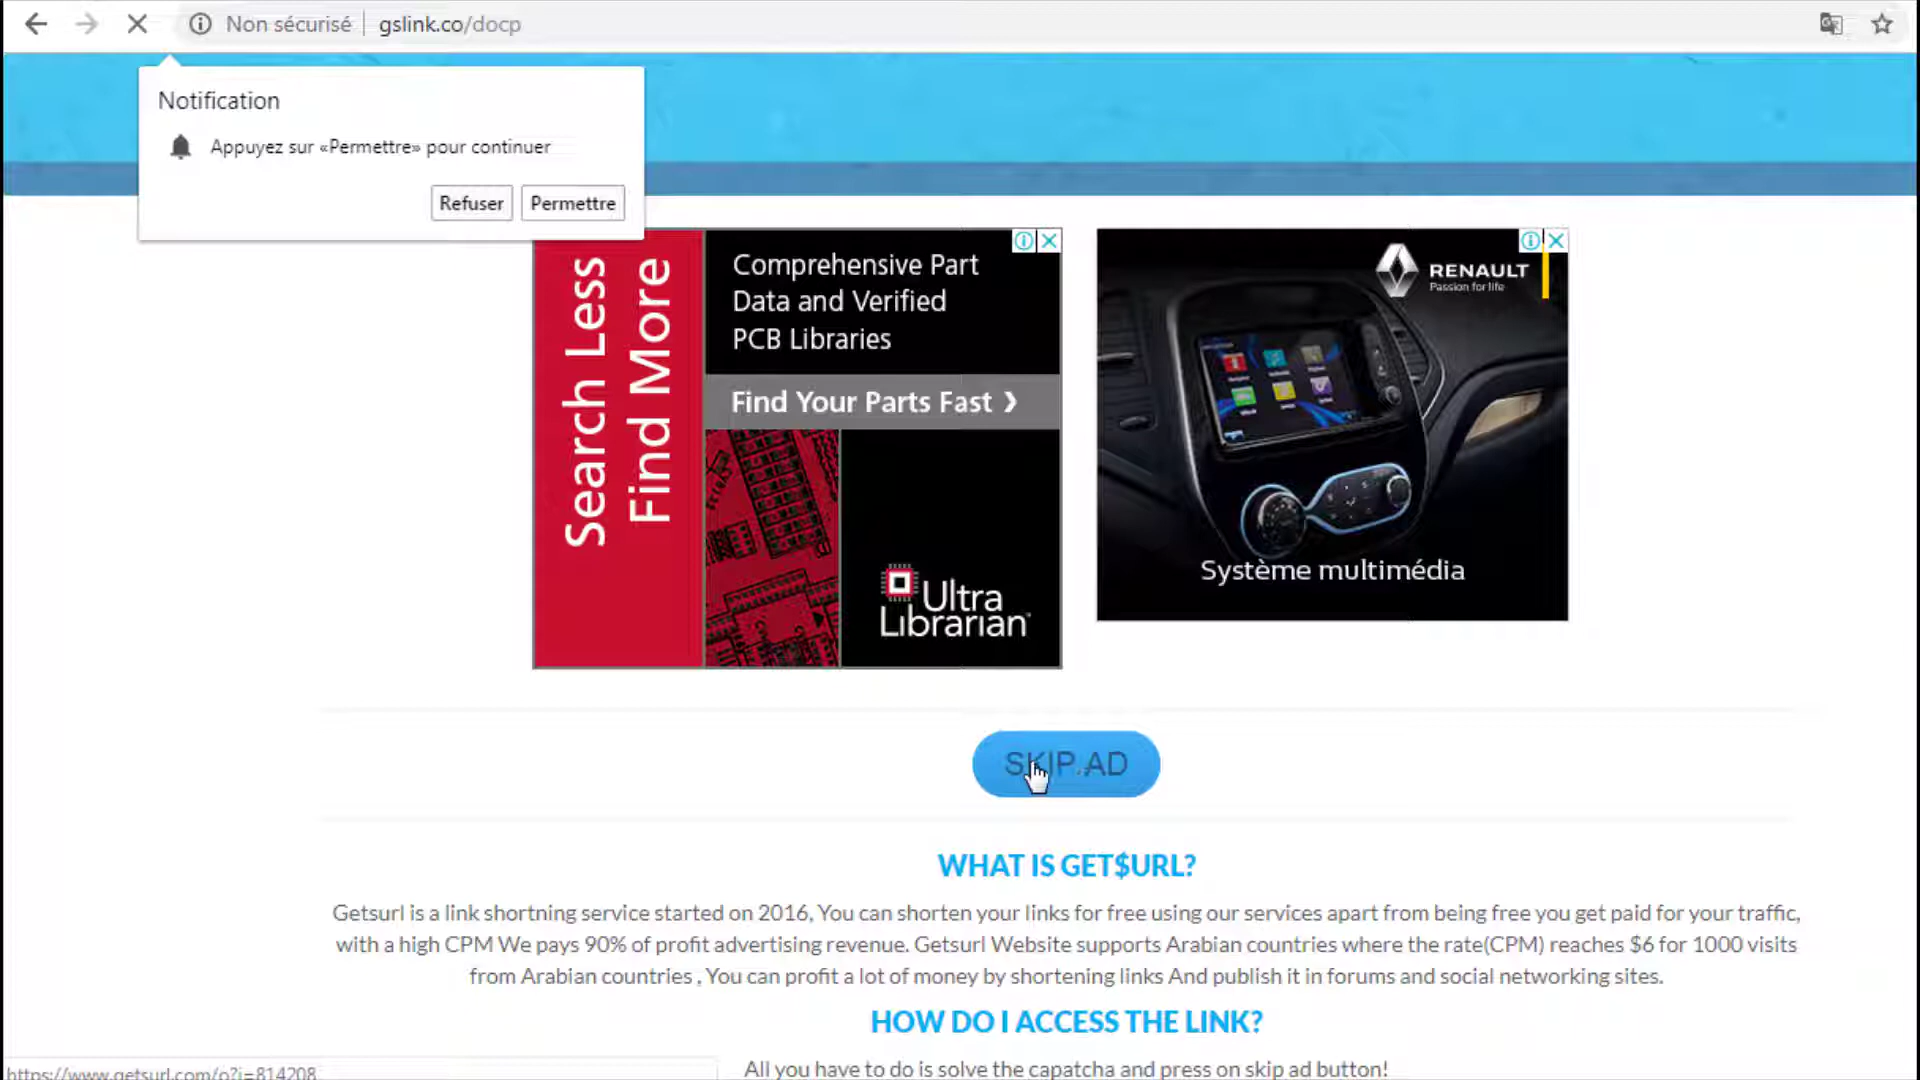 Non sécurisé
gslink.co/docp
Notification
Appuyez sur «Permettre» pour continuer
Refuser
Permettre
Search Less
Find More
Comprehensive Part
Data and Verified
PCB Libraries
Find Your Parts Fast ❯
Ultra
Librarian
RENAULT
Passion for life
Système multimédia
SKIP AD
WHAT IS GET$URL?
Getsurl is a link shortning service started on 2016, You can shorten your links for free using our services apart from being free you get paid for your traffic,
with a high CPM We pays 90% of profit advertising revenue. Getsurl Website supports Arabian countries where the rate(CPM) reaches $6 for 1000 visits
from Arabian countries , You can profit a lot of money by shortening links And publish it in forums and social networking sites.
HOW DO I ACCESS THE LINK?
All you have to do is solve the capatcha and press on skip ad button!
https://www.getsurl.com/o?i=814208